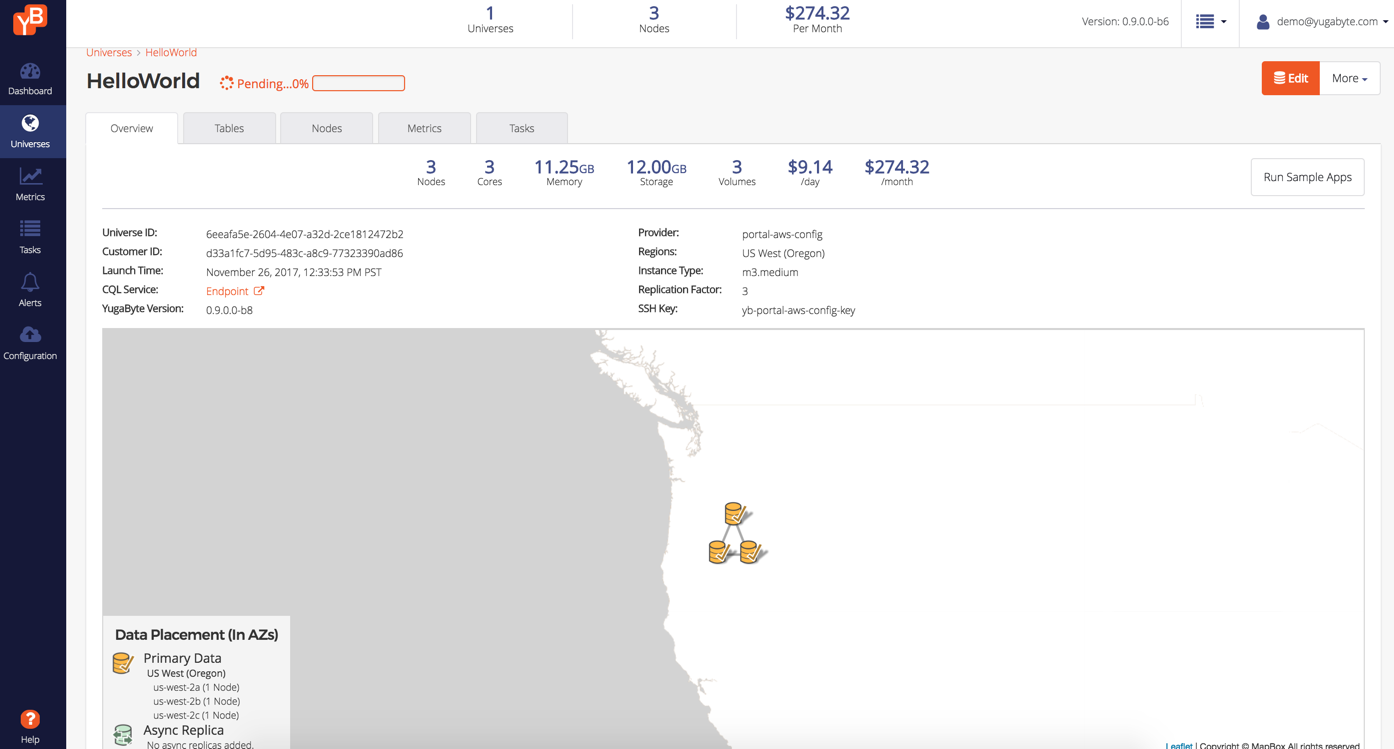 YB
1
Universes
3
Nodes
$274.32
Per Month
Version: 0.9.0.0-b6
demo@yugabyte.com
Dashboard
Universes
Metrics
Tasks
Alerts
Configuration
?
Help
Universes > HelloWorld
HelloWorld
Pending...0%
Edit
More
Overview
Tables
Nodes
Metrics
Tasks
3
Nodes
3
Cores
11.25GB
Memory
12.00GB
Storage
3
Volumes
$9.14
/day
$274.32
/month
Run Sample Apps
Universe ID: 6eeafa5e-2604-4e07-a32d-2ce1812472b2
Customer ID: d33a1fc7-5d95-483c-a8c9-77323390ad86
Launch Time: November 26, 2017, 12:33:53 PM PST
CQL Service: Endpoint
YugaByte Version: 0.9.0.0-b8
Provider: portal-aws-config
Regions: US West (Oregon)
Instance Type: m3.medium
Replication Factor: 3
SSH Key: yb-portal-aws-config-key
Data Placement (In AZs)
Primary Data
US West (Oregon)
us-west-2a (1 Node)
us-west-2b (1 Node)
us-west-2c (1 Node)
Async Replica
No async replicas added.
Leaflet | Copyright © MapBox All rights reserved